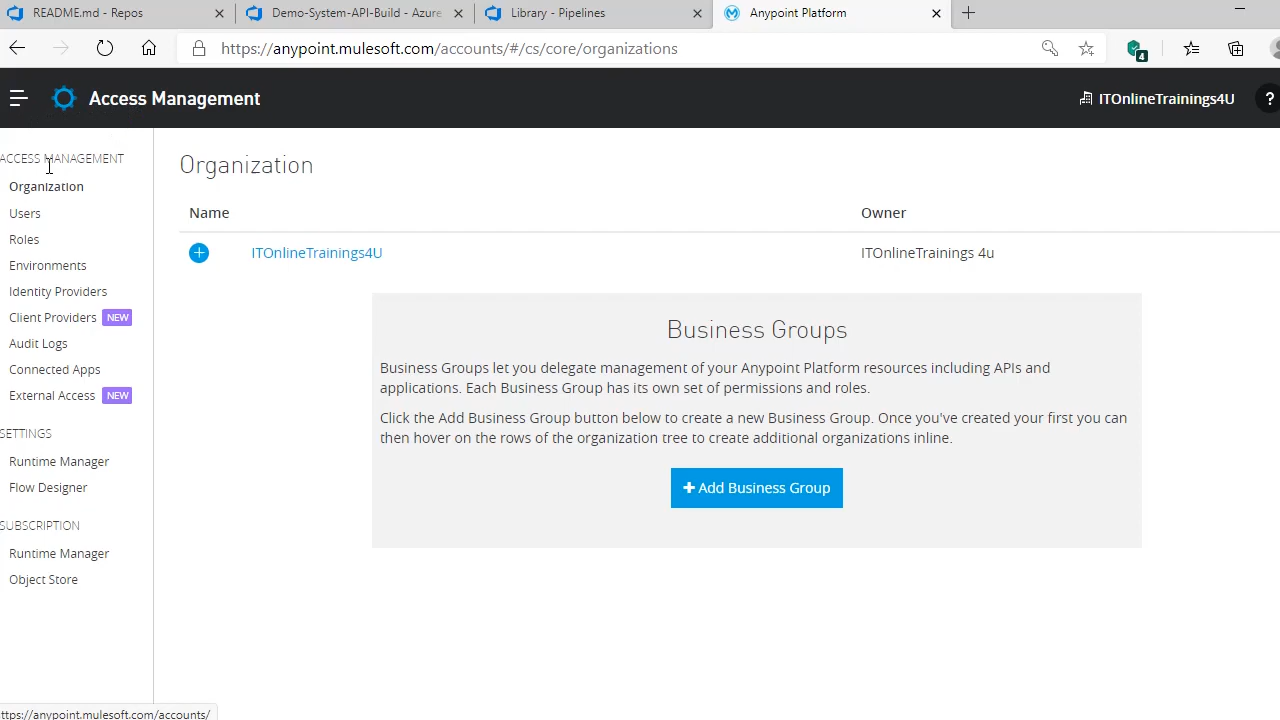 README.md - Repos
Demo-System-API-Build - Azure
Library - Pipelines
Anypoint Platform
https://anypoint.mulesoft.com/accounts/#/cs/core/organizations
4
Access Management
ITOnlineTrainings4U
?
ACCESS MANAGEMENT
Organization
Users
Roles
Environments
Identity Providers
Client Providers NEW
Audit Logs
Connected Apps
External Access NEW
SETTINGS
Runtime Manager
Flow Designer
SUBSCRIPTION
Runtime Manager
Object Store
Organization
Name Owner
ITOnlineTrainings4U ITOnlineTrainings 4u
Business Groups
Business Groups let you delegate management of your Anypoint Platform resources including APIs and
applications. Each Business Group has its own set of permissions and roles.
Click the Add Business Group button below to create a new Business Group. Once you've created your first you can
then hover on the rows of the organization tree to create additional organizations inline.
+ Add Business Group
ttps://anypoint.mulesoft.com/accounts/